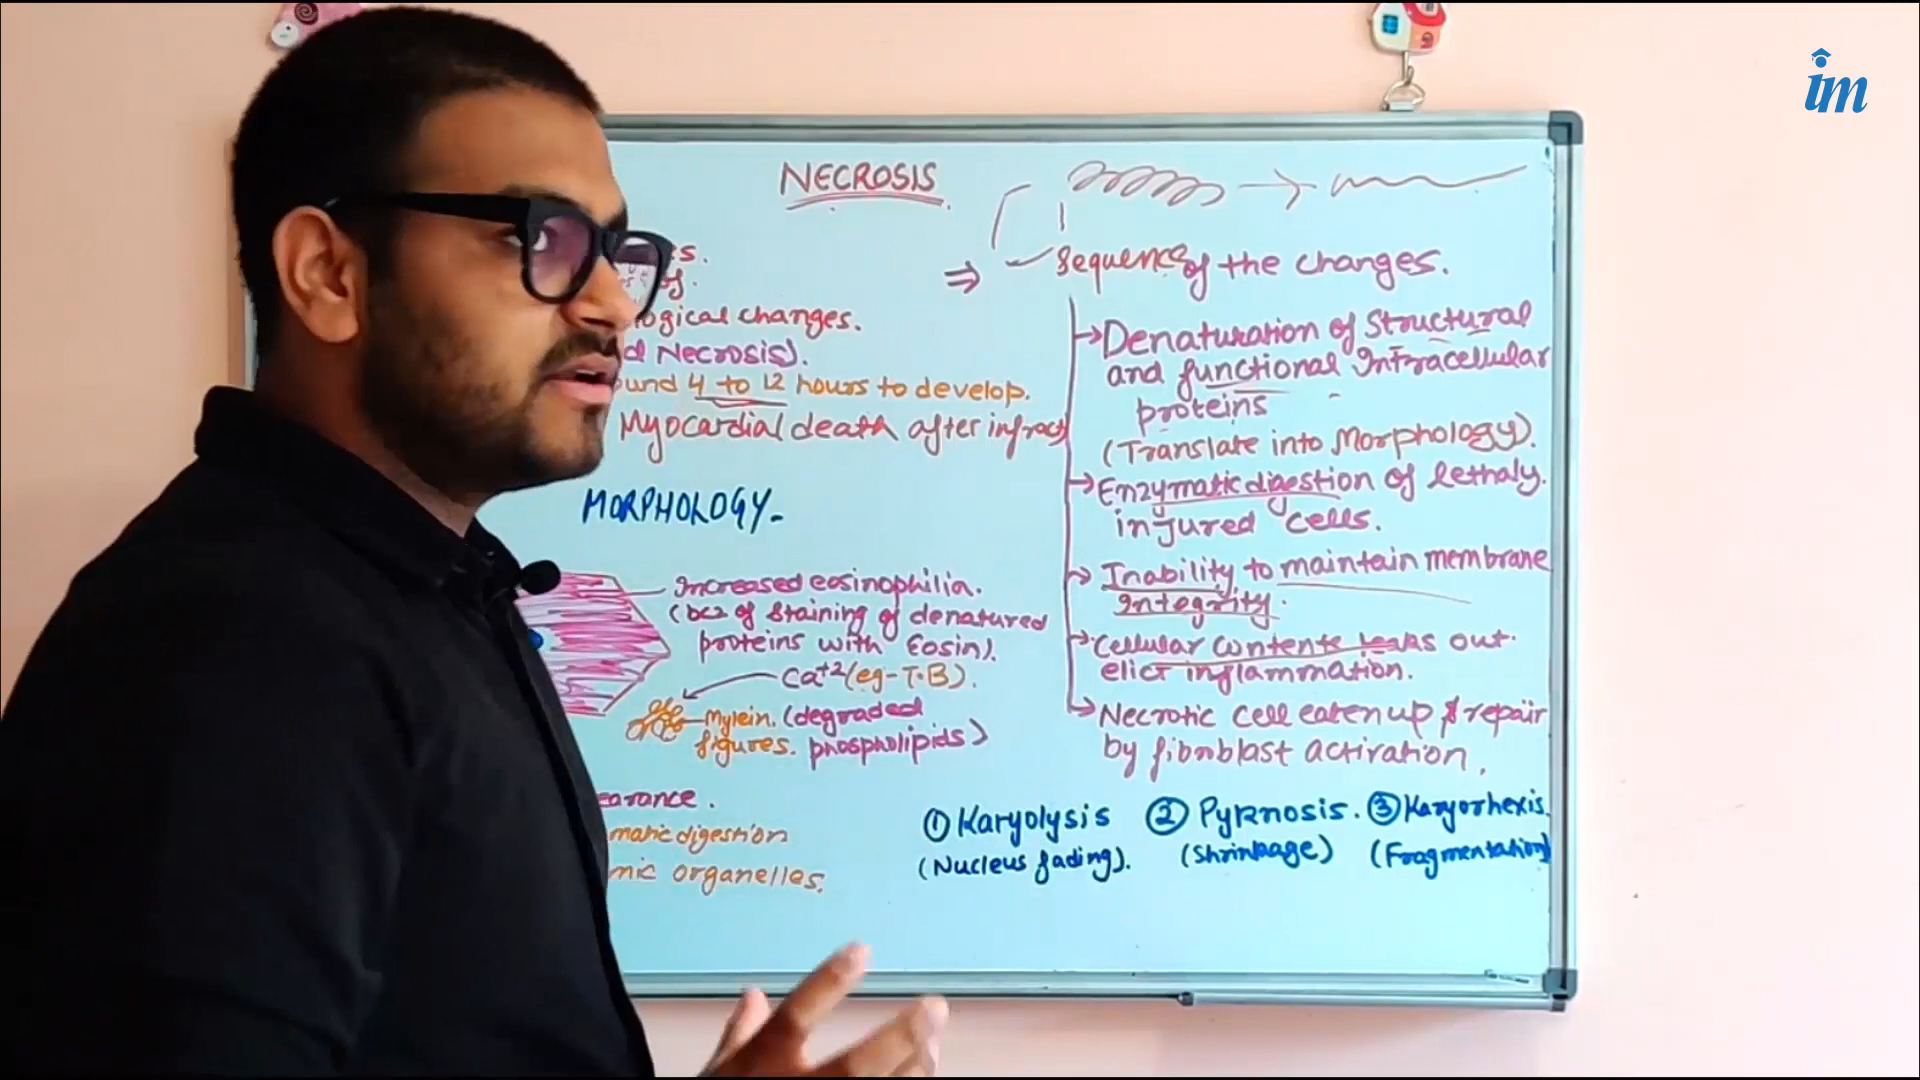 im
NECROSIS
s.
of.
ogical changes.
d Necrosis).
ound 4 to 12 hours to develop.
Myocardial death after infract
MORPHOLOGY-
Increased eosinophilia.
(bcz of staining of denatured
proteins with Eosin).
Ca+2 (eg-T.B).
Mylein. (degraded
figures. phospholipids)
earance.
matic digestion
mic organelles.
⇒ Sequence of the changes.
→ Denaturation of Structural
and functional Intracellular
proteins
(Translate into Morphology).
→ Enzymatic digestion of lethaly.
injured cells.
→ Inability to maintain membrane
integrity.
→ Cellular contents leaks out.
elict inflammation.
→ Necrotic cell eaten up & repair
by fibroblast activation.
① Karyolysis ② Pyknosis. ③ Karyorhexis.
(Nucleus fading). (Shrinkage) (Fragmentation)